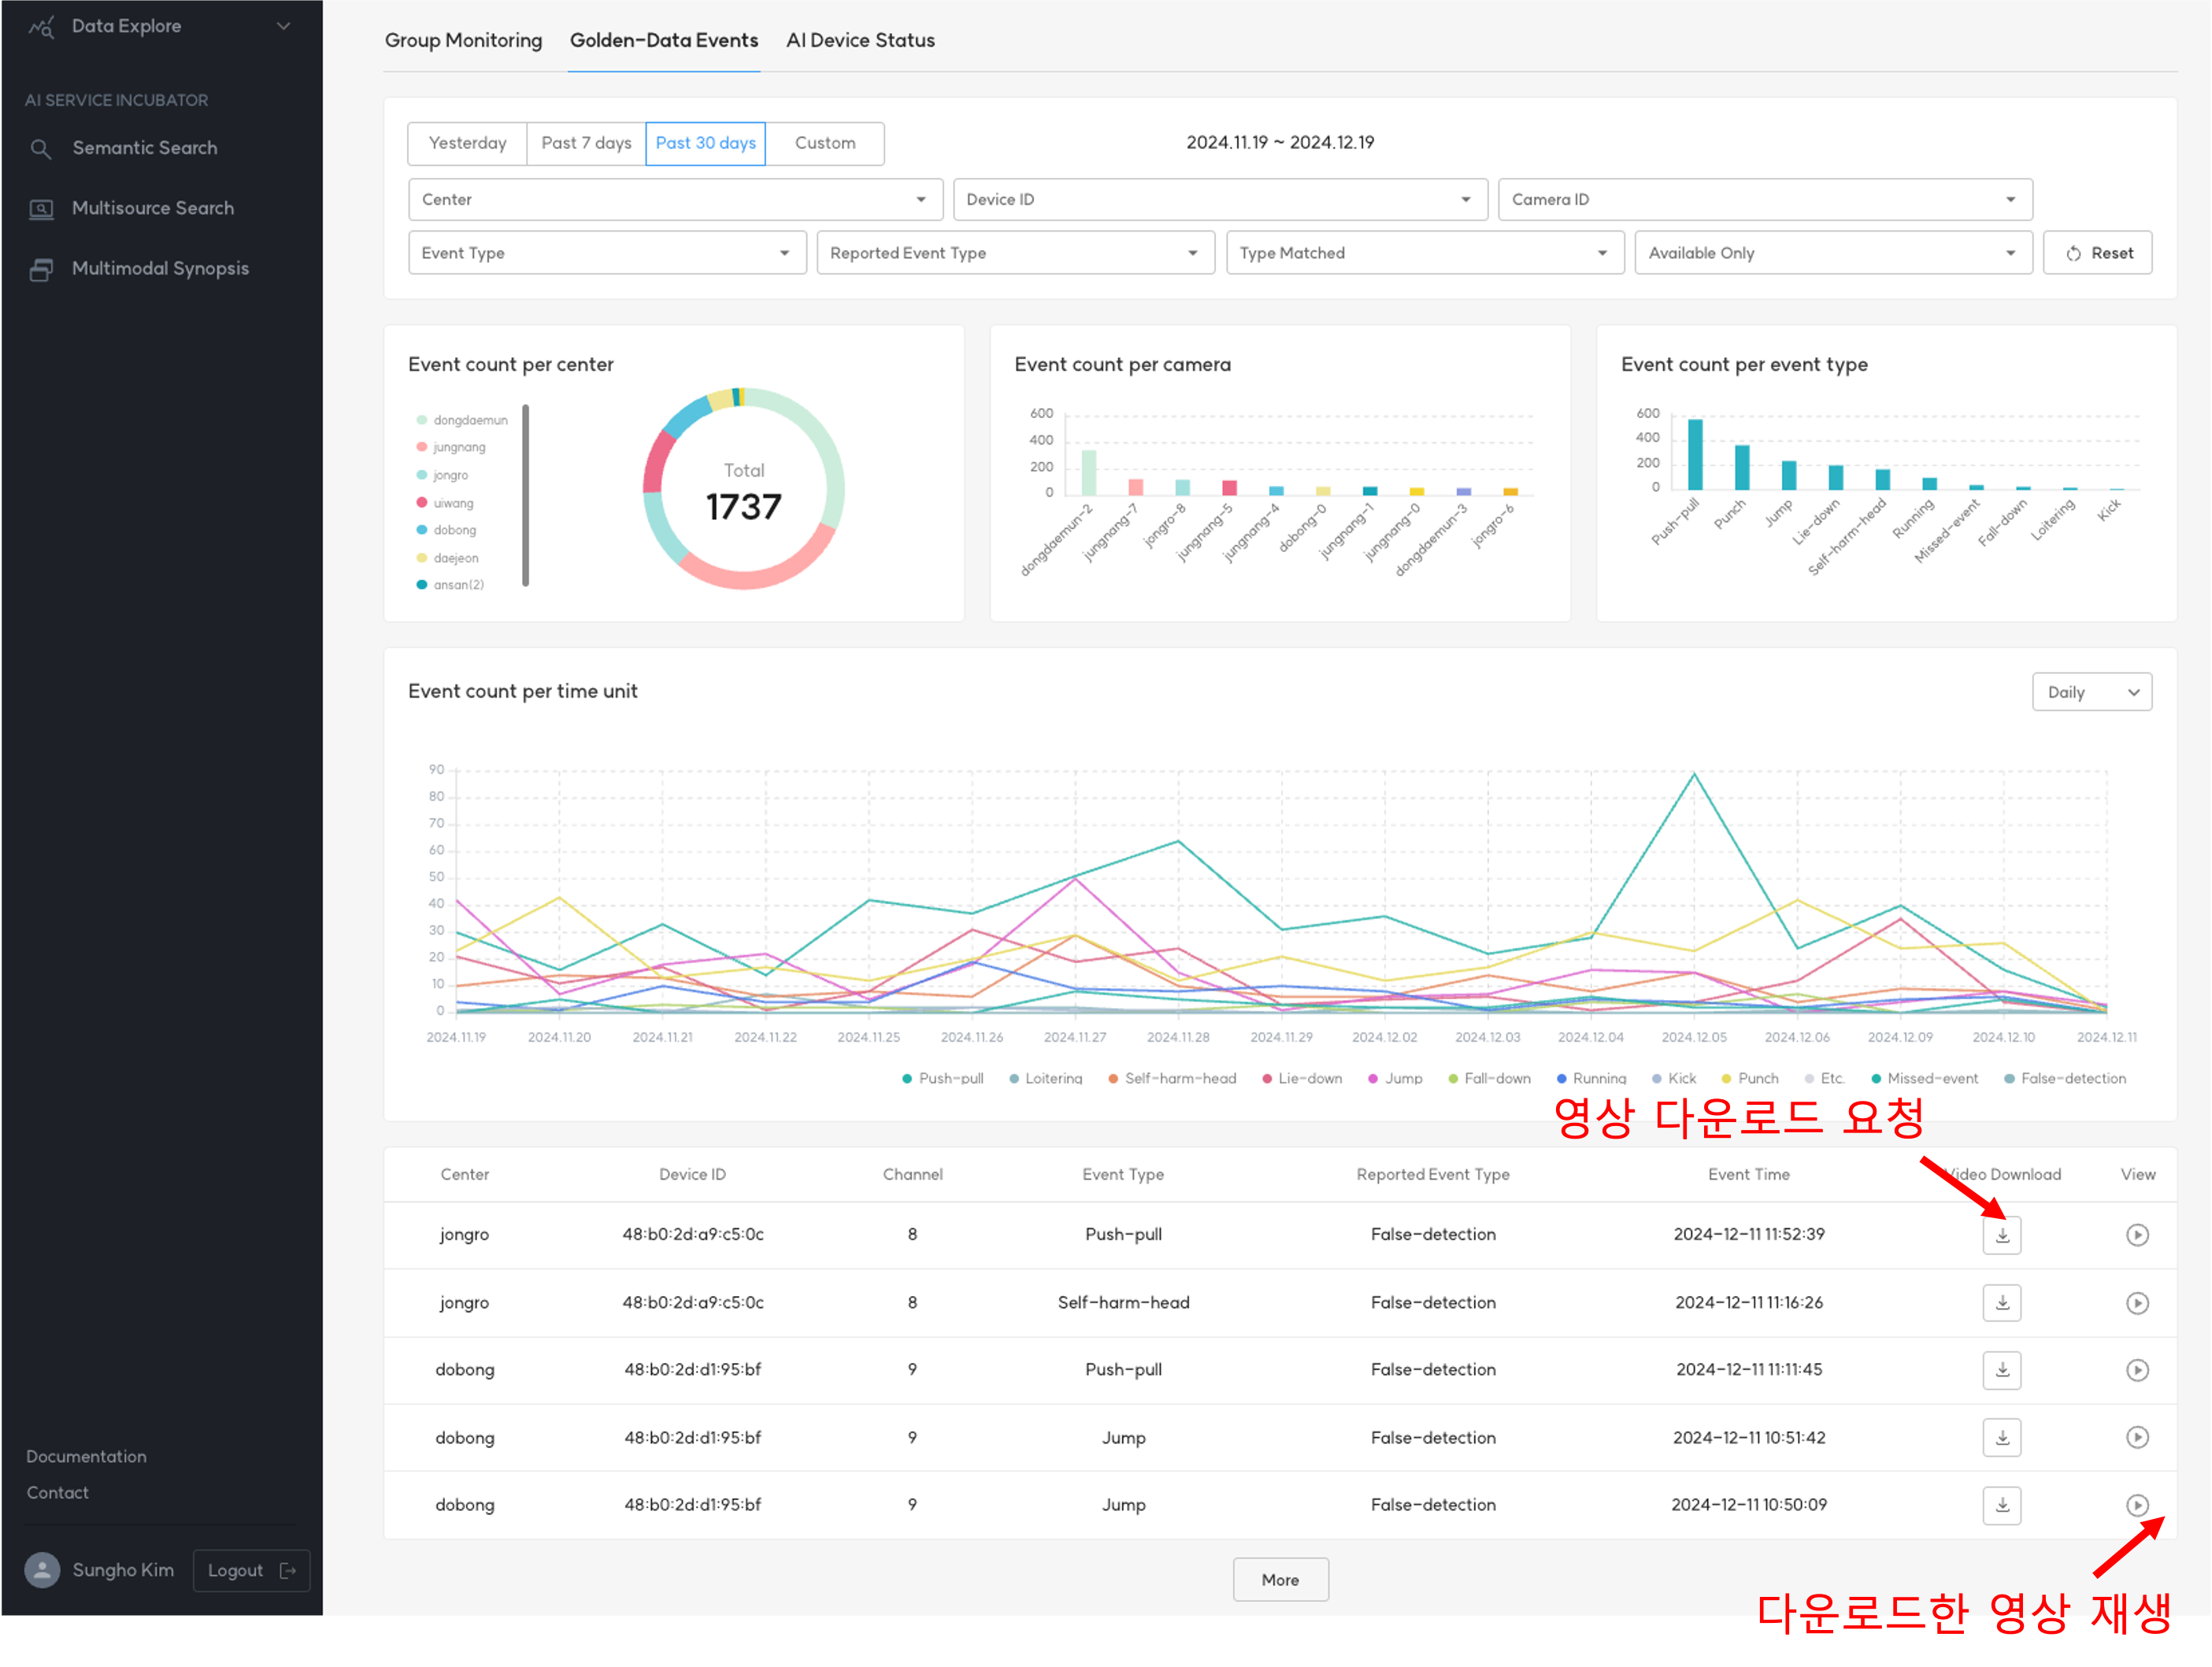 Data Explore
AI SERVICE INCUBATOR
Semantic Search
Multisource Search
Multimodal Synopsis
Documentation
Contact
Sungho Kim
Logout
Group Monitoring Golden-Data Events AI Device Status
Yesterday Past 7 days Past 30 days Custom 2024.11.19 ~ 2024.12.19
Center Device ID Camera ID
Event Type Reported Event Type Type Matched Available Only Reset
Event count per center
dongdaemun
jungnang
jongro
uiwang
dobong
daejeon
ansan(2)
Total
1737
Event count per camera
600
400
200
0
dongdaemun-2 jungnang-7 jongro-8 jungnang-5 jungnang-4 dobong-0 jungnang-1 jungnang-0 dongdaemun-3 jongro-6
Event count per event type
600
400
200
0
Push-pull Punch Jump Lie-down Self-harm-head Running Missed-event Fall-down Loitering Kick
Event count per time unit
Daily
90
80
70
60
50
40
30
20
10
0
2024.11.19 2024.11.20 2024.11.21 2024.11.22 2024.11.25 2024.11.26 2024.11.27 2024.11.28 2024.11.29 2024.12.02 2024.12.03 2024.12.04 2024.12.05 2024.12.06 2024.12.09 2024.12.10 2024.12.11
Push-pull Loitering Self-harm-head Lie-down Jump Fall-down Running Kick Punch Etc. Missed-event False-detection
영상 다운로드 요청
Center Device ID Channel Event Type Reported Event Type Event Time Video Download View
jongro 48:b0:2d:a9:c5:0c 8 Push-pull False-detection 2024-12-11 11:52:39
jongro 48:b0:2d:a9:c5:0c 8 Self-harm-head False-detection 2024-12-11 11:16:26
dobong 48:b0:2d:d1:95:bf 9 Push-pull False-detection 2024-12-11 11:11:45
dobong 48:b0:2d:d1:95:bf 9 Jump False-detection 2024-12-11 10:51:42
dobong 48:b0:2d:d1:95:bf 9 Jump False-detection 2024-12-11 10:50:09
More
다운로드한 영상 재생